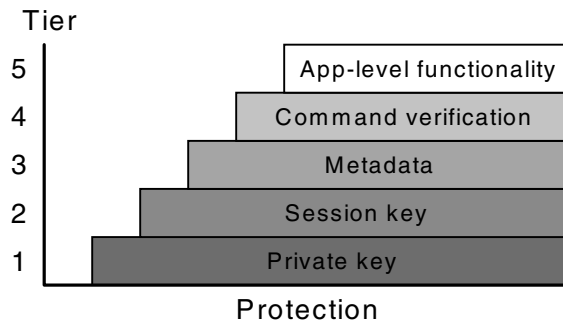 Tier
5 App-level functionality
4 Command verification
3 Metadata
2 Session key
1 Private key
Protection